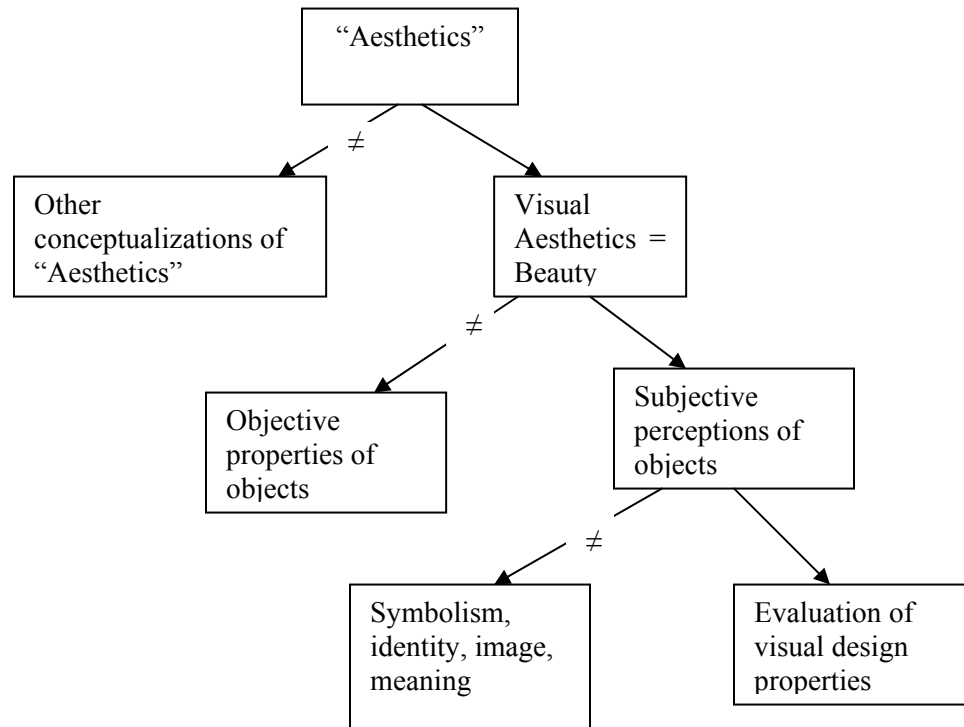 “Aesthetics”
≠
Other
conceptualizations of
“Aesthetics”
Visual
Aesthetics =
Beauty
≠
Objective
properties of
objects
Subjective
perceptions of
objects
≠
Symbolism,
identity, image,
meaning
Evaluation of
visual design
properties